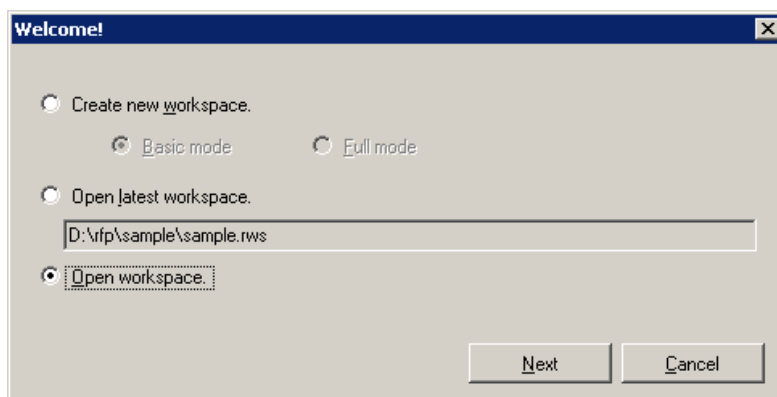 Welcome!
Create new workspace.
Basic mode Full mode
Open latest workspace.
D:\rfp\sample\sample.rws
Open workspace.
Next Cancel